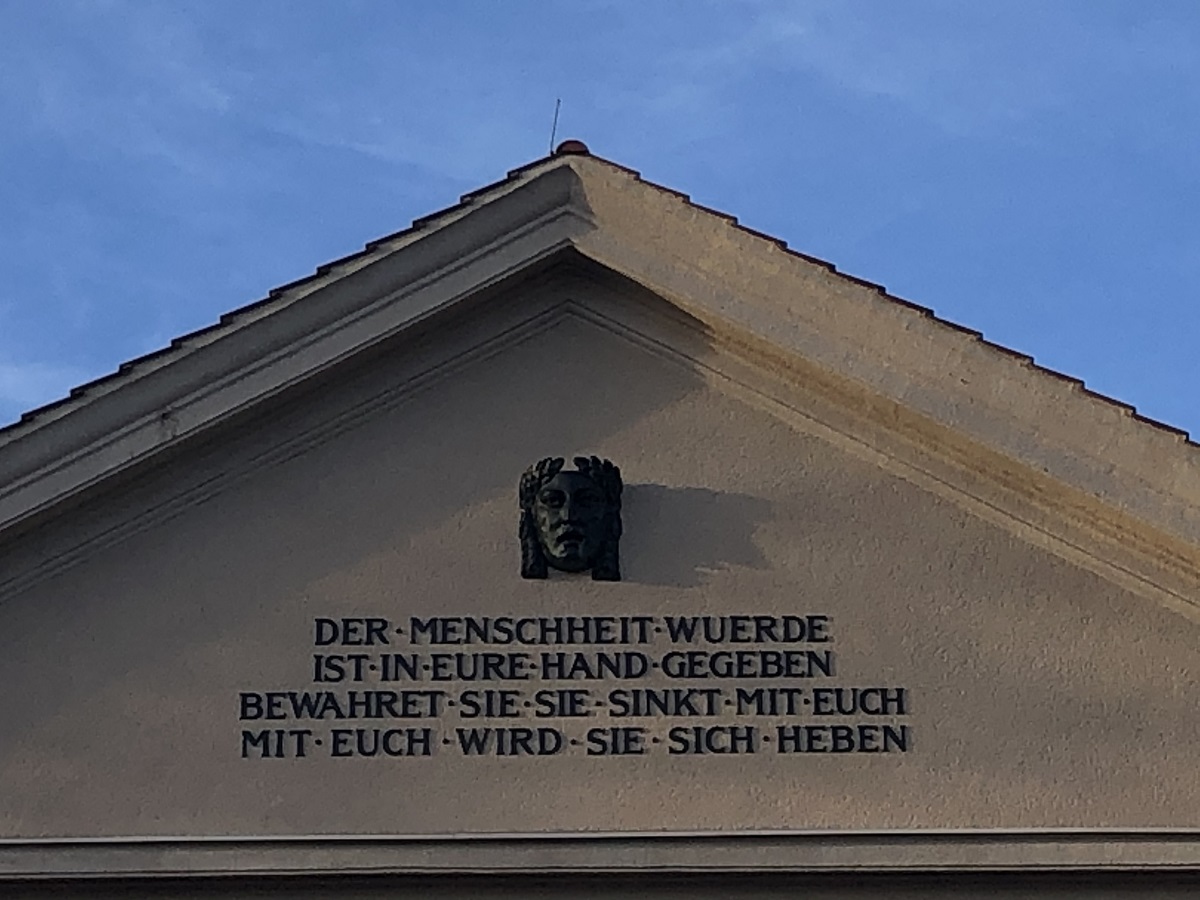 DER·MENSCHHEIT·WUERDE
IST·IN·EURE·HAND·GEGEBEN
BEWAHRET·SIE·SIE·SINKT·MIT·EUCH
MIT·EUCH·WIRD·SIE·SICH·HEBEN